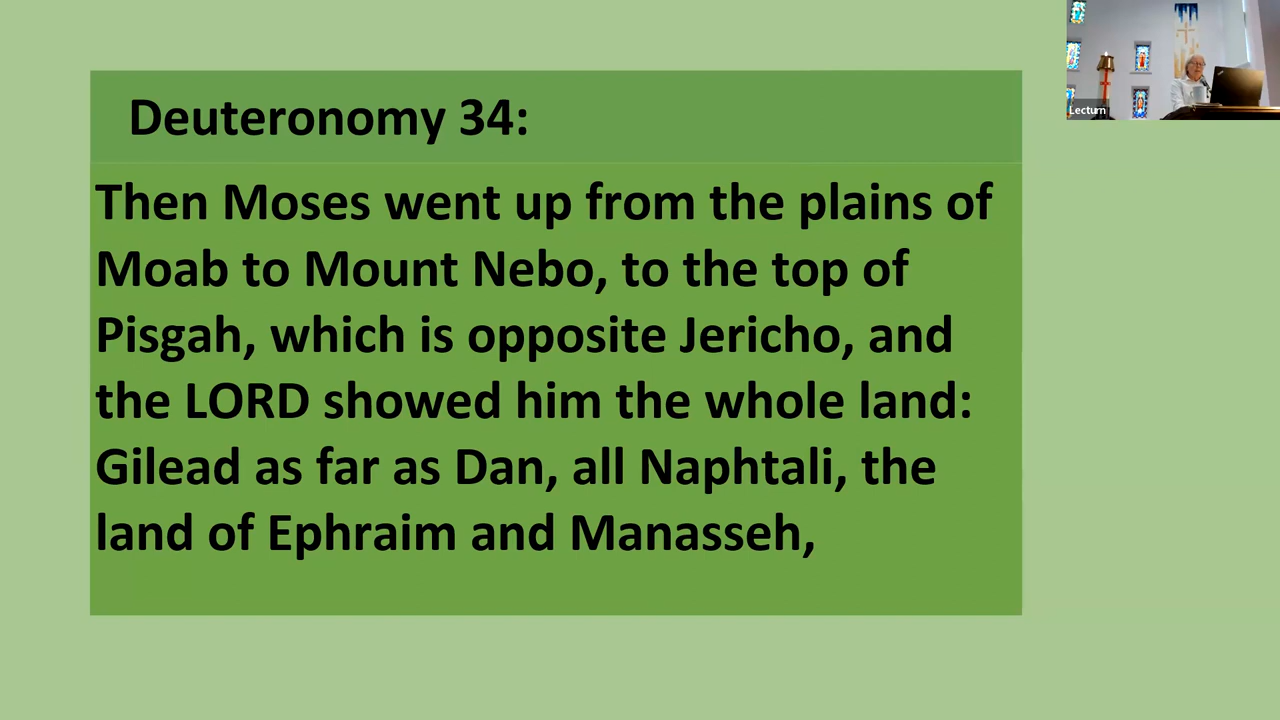 Deuteronomy 34:
Then Moses went up from the plains of
Moab to Mount Nebo, to the top of
Pisgah, which is opposite Jericho, and
the LORD showed him the whole land:
Gilead as far as Dan, all Naphtali, the
land of Ephraim and Manasseh,
Lectum